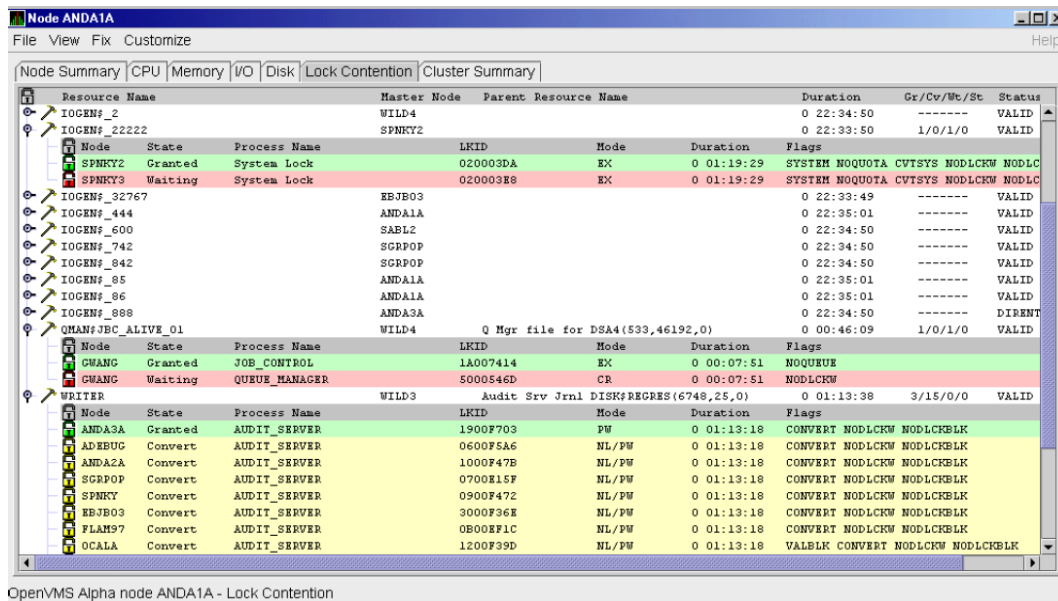 Node ANDA1A
File View Fix Customize Help
Node Summary CPU Memory I/O Disk Lock Contention Cluster Summary
Resource Name Master Node Parent Resource Name Duration Gr/Cv/Wt/St Status
IOGEN$_2 WILD4 0 22:34:50 ------- VALID
IOGEN$_22222 SPNKY2 0 22:33:50 1/0/1/0 VALID
Node State Process Name LKID Mode Duration Flags
SPNKY2 Granted System Lock 020003DA EX 0 01:19:29 SYSTEM NOQUOTA CVTSYS NODLCKW NODLC
SPNKY3 Waiting System Lock 020003E8 EX 0 01:19:29 SYSTEM NOQUOTA CVTSYS NODLCKW NODLC
IOGEN$_32767 EBJB03 0 22:33:49 ------- VALID
IOGEN$_444 ANDA1A 0 22:35:01 ------- VALID
IOGEN$_600 SABL2 0 22:34:50 ------- VALID
IOGEN$_742 SGRPOP 0 22:34:50 ------- VALID
IOGEN$_842 SGRPOP 0 22:34:50 ------- VALID
IOGEN$_85 ANDA1A 0 22:35:01 ------- VALID
IOGEN$_86 ANDA1A 0 22:35:01 ------- VALID
IOGEN$_888 ANDA3A 0 22:34:50 ------- DIRENT
QMAN$JBC_ALIVE_01 WILD4 Q Mgr file for DSA4(533,46192,0) 0 00:46:09 1/0/1/0 VALID
Node State Process Name LKID Mode Duration Flags
GWANG Granted JOB_CONTROL 1A007414 EX 0 00:07:51 NOQUEUE
GWANG Waiting QUEUE_MANAGER 5000546D CR 0 00:07:51 NODLCKW
WRITER WILD3 Audit Srv Jrnl DISK$REGRES(6748,25,0) 0 01:13:38 3/15/0/0 VALID
Node State Process Name LKID Mode Duration Flags
ANDA3A Granted AUDIT_SERVER 1900F703 PW 0 01:13:18 CONVERT NODLCKW NODLCKBLK
ADEBUG Convert AUDIT_SERVER 0600F5A6 NL/PW 0 01:13:18 CONVERT NODLCKW NODLCKBLK
ANDA2A Convert AUDIT_SERVER 1000F47B NL/PW 0 01:13:18 CONVERT NODLCKW NODLCKBLK
SGRPOP Convert AUDIT_SERVER 0700E15F NL/PW 0 01:13:18 CONVERT NODLCKW NODLCKBLK
SPNKY Convert AUDIT_SERVER 0900F472 NL/PW 0 01:13:18 CONVERT NODLCKW NODLCKBLK
EBJB03 Convert AUDIT_SERVER 3000F36E NL/PW 0 01:13:18 CONVERT NODLCKW NODLCKBLK
FLAM97 Convert AUDIT_SERVER 0B00EF1C NL/PW 0 01:13:18 CONVERT NODLCKW NODLCKBLK
OCALA Convert AUDIT_SERVER 1200F39D NL/PW 0 01:13:18 VALBLK CONVERT NODLCKW NODLCKBLK
OpenVMS Alpha node ANDA1A - Lock Contention